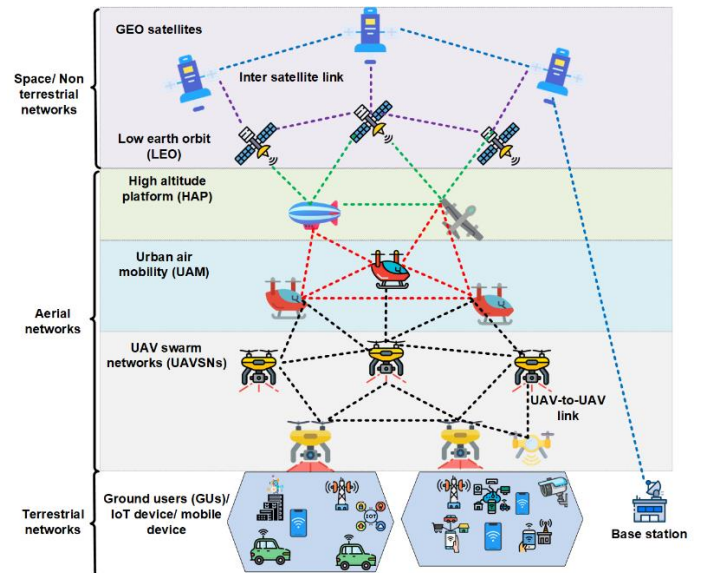 GEO satellites
Space/ Non
terrestrial networks
Inter satellite link
Low earth orbit
(LEO)
High altitude
platform (HAP)
Urban air
mobility (UAM)
Aerial
networks
UAV swarm
networks (UAVSNs)
UAV-to-UAV
link
Terrestrial
networks
Ground users (GUs)/
IoT device/ mobile
device
IOT
Base station